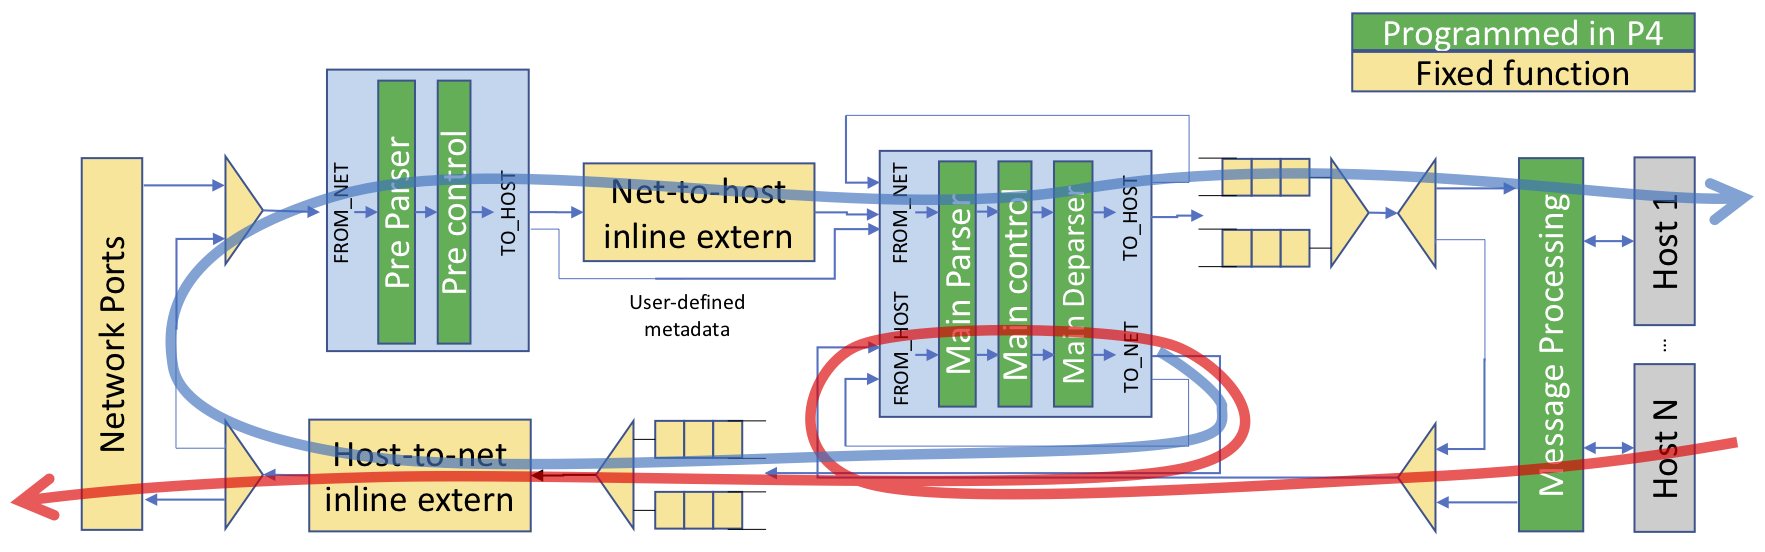 Programmed in P4
Fixed function
Network Ports
FROM_NET
Pre Parser
Pre control
TO_HOST
Net-to-host
inline extern
User-defined
metadata
FROM_NET
FROM_HOST
Main Parser
Main control
Main Deparser
TO_HOST
TO_NET
Message Processing
Host 1
...
Host N
Host-to-net
inline extern